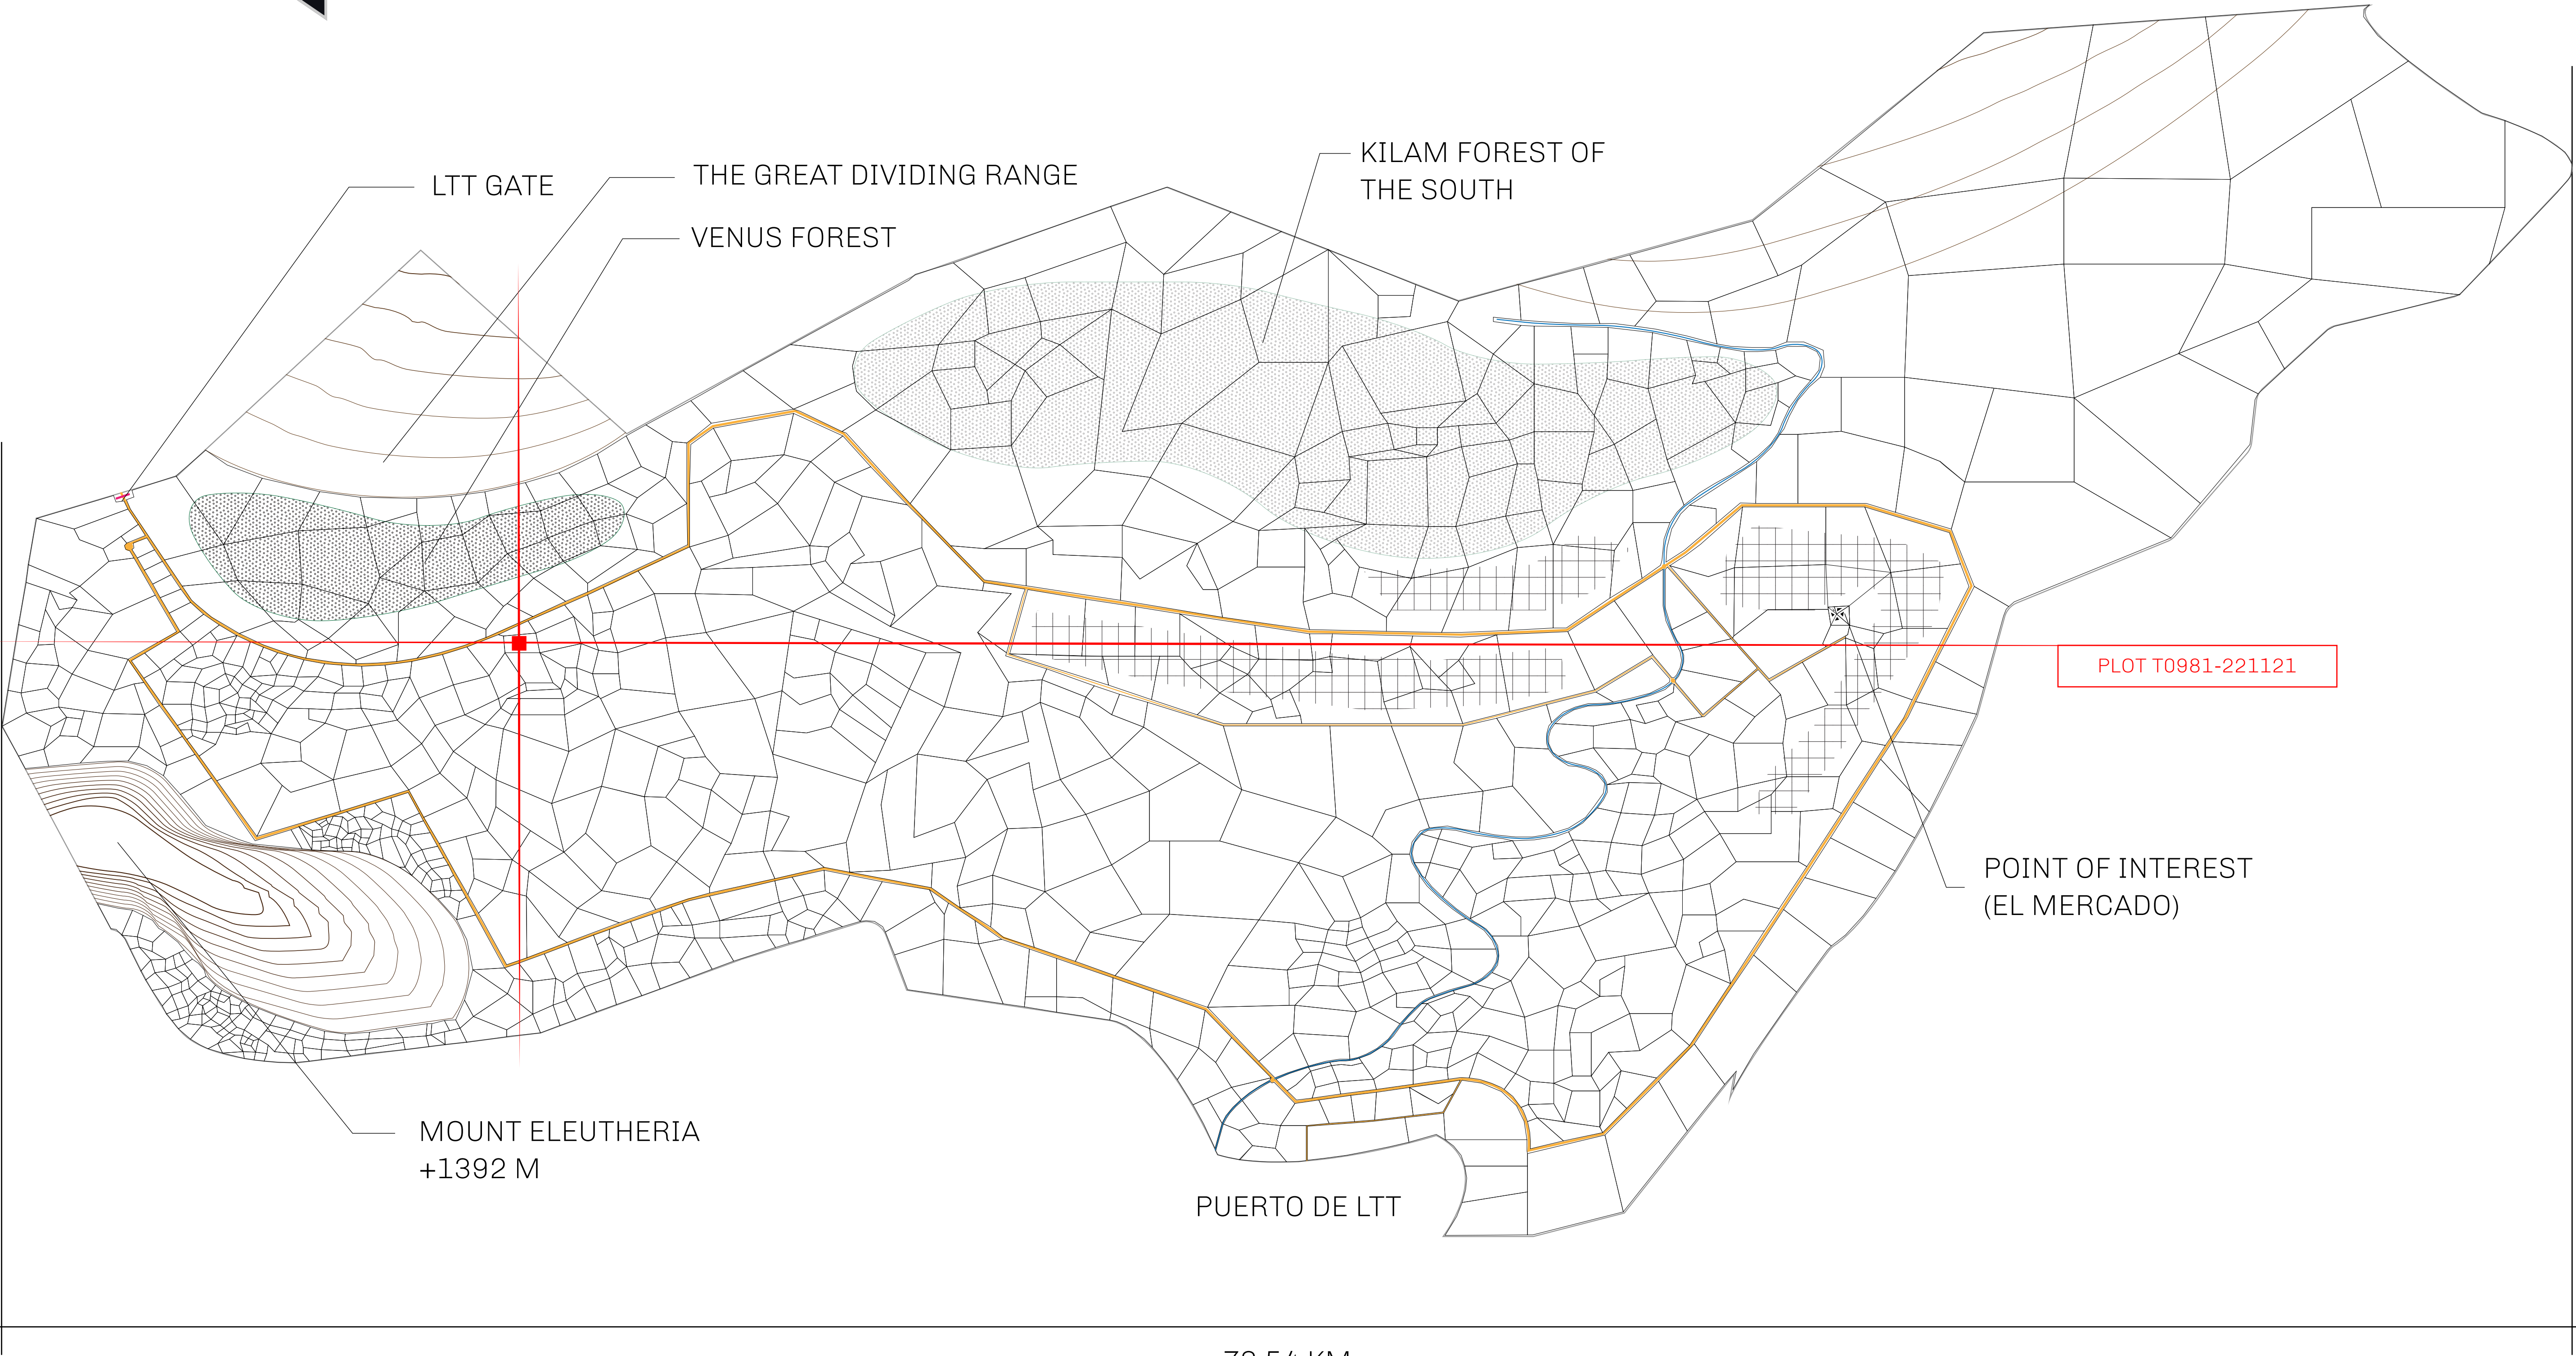 KILAM FOREST OF
THE SOUTH
LTT GATE
THE GREAT DIVIDING RANGE
VENUS FOREST
PLOT T0981-221121
POINT OF INTEREST
(EL MERCADO)
MOUNT ELEUTHERIA
+1392 M
PUERTO DE LTT
KM